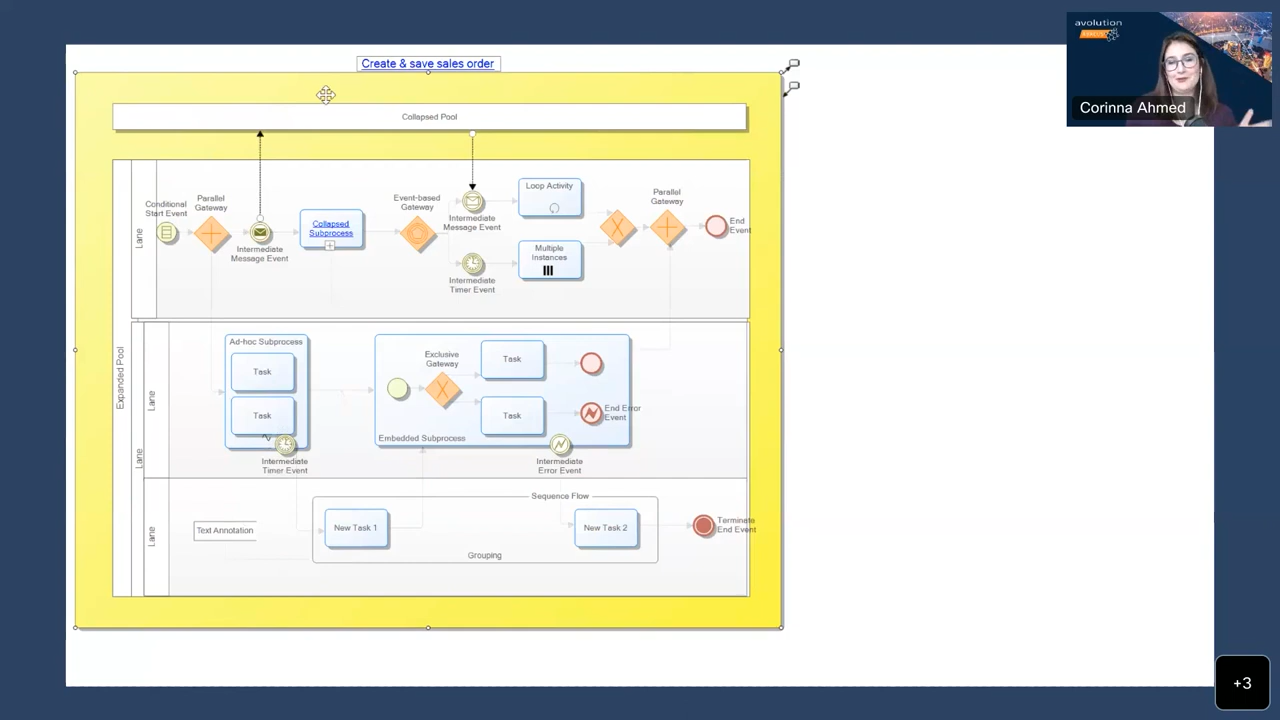 avolution
Corinna Ahmed
Create & save sales order
Collapsed Pool
Expanded Pool
Lane
Conditional
Start Event
Parallel
Gateway
Intermediate
Message Event
Collapsed
Subprocess
Event-based
Gateway
Intermediate
Message Event
Intermediate
Timer Event
Loop Activity
Multiple
Instances
Parallel
Gateway
End
Event
Lane
Lane
Ad-hoc Subprocess
Task
Task
Intermediate
Timer Event
Exclusive
Gateway
Task
Task
End Error
Event
Embedded Subprocess
Intermediate
Error Event
Lane
Text Annotation
Sequence Flow
New Task 1
New Task 2
Grouping
Terminate
End Event
+3